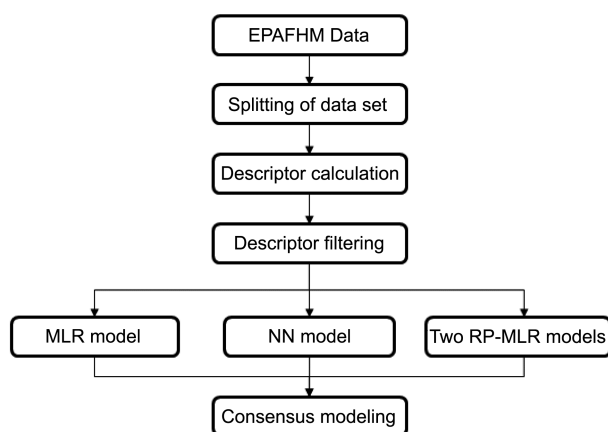 EPAFHM Data
Splitting of data set
Descriptor calculation
Descriptor filtering
MLR model
NN model
Two RP-MLR models
Consensus modeling